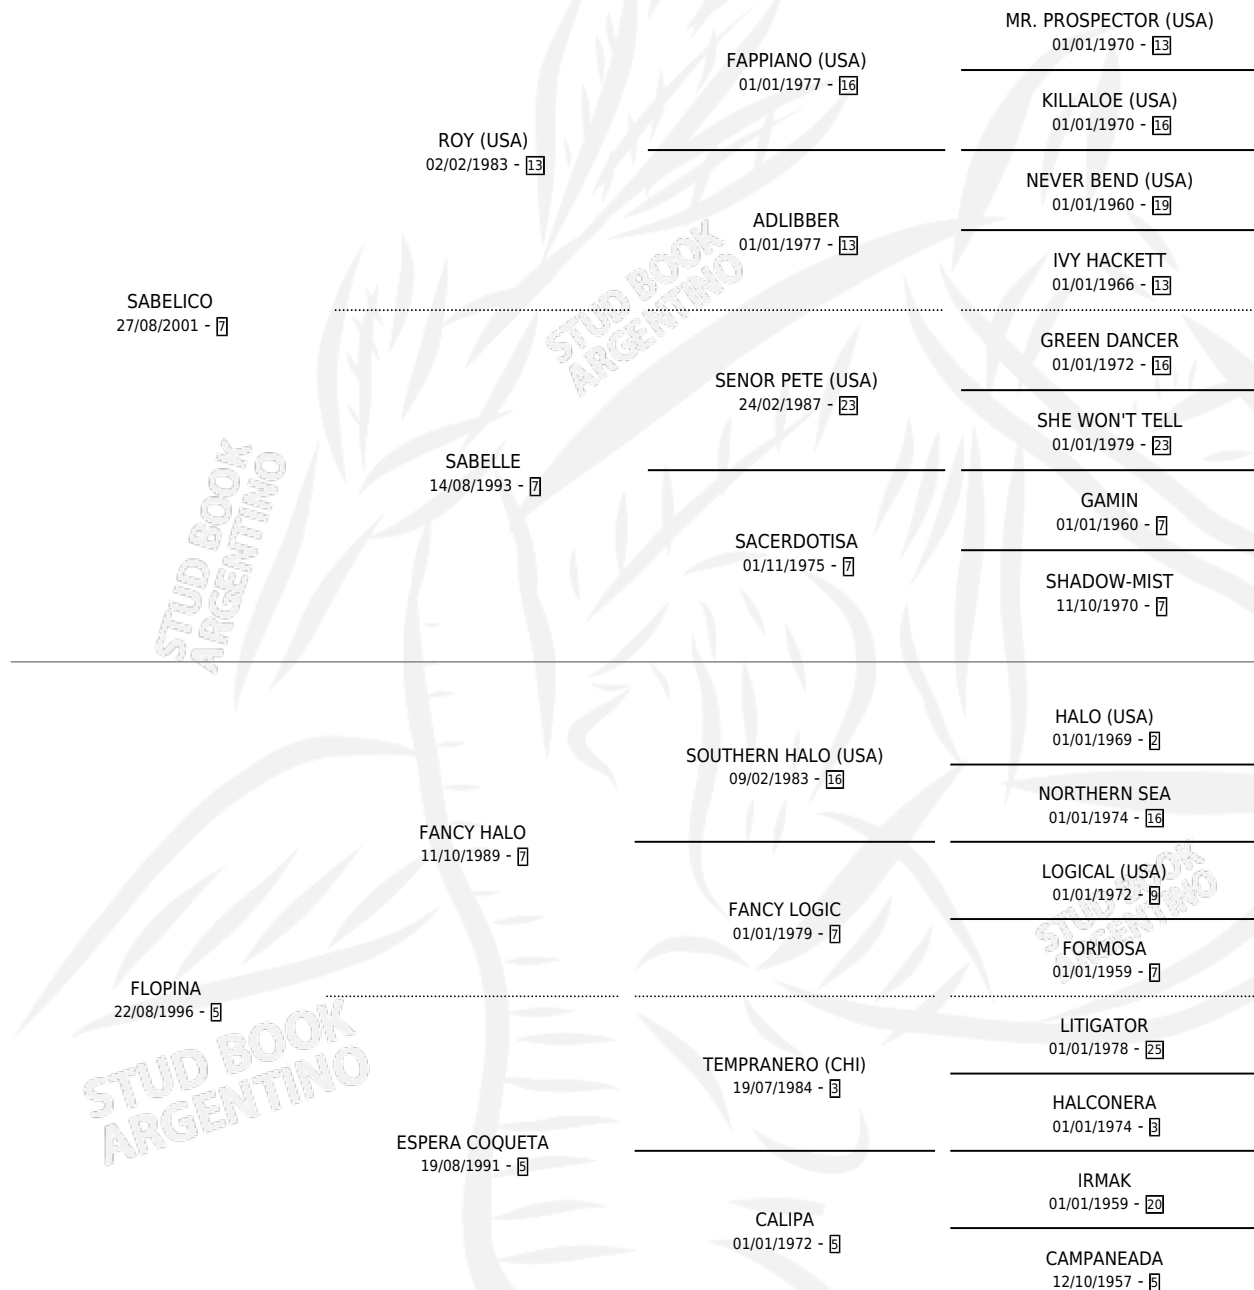 MR. PROSPECTOR (USA)
01/01/1970 - 13
FAPPIANO (USA)
01/01/1977 - 16
KILLALOE (USA)
01/01/1970 - 16
ROY (USA)
02/02/1983 - 13
NEVER BEND (USA)
01/01/1960 - 19
ADLIBBER
01/01/1977 - 13
IVY HACKETT
01/01/1966 - 13
SABELICO
27/08/2001 - 7
GREEN DANCER
01/01/1972 - 16
SENOR PETE (USA)
24/02/1987 - 23
SHE WON'T TELL
01/01/1979 - 23
SABELLE
14/08/1993 - 7
GAMIN
01/01/1960 - 7
SACERDOTISA
01/11/1975 - 7
SHADOW-MIST
11/10/1970 - 7
HALO (USA)
01/01/1969 - 2
SOUTHERN HALO (USA)
09/02/1983 - 16
NORTHERN SEA
01/01/1974 - 16
FANCY HALO
11/10/1989 - 7
LOGICAL (USA)
01/01/1972 - 9
FANCY LOGIC
01/01/1979 - 7
FORMOSA
01/01/1959 - 7
FLOPINA
22/08/1996 - 5
LITIGATOR
01/01/1978 - 25
TEMPRANERO (CHI)
19/07/1984 - 3
HALCONERA
01/01/1974 - 3
ESPERA COQUETA
19/08/1991 - 5
IRMAK
01/01/1959 - 20
CALIPA
01/01/1972 - 5
CAMPANEADA
12/10/1957 - 5
STUD BOOK
ARGENTINO
STUD BOOK
ARGENTINO
STUD BOOK
ARGENTINO
STUD BOOK
ARGENTINO